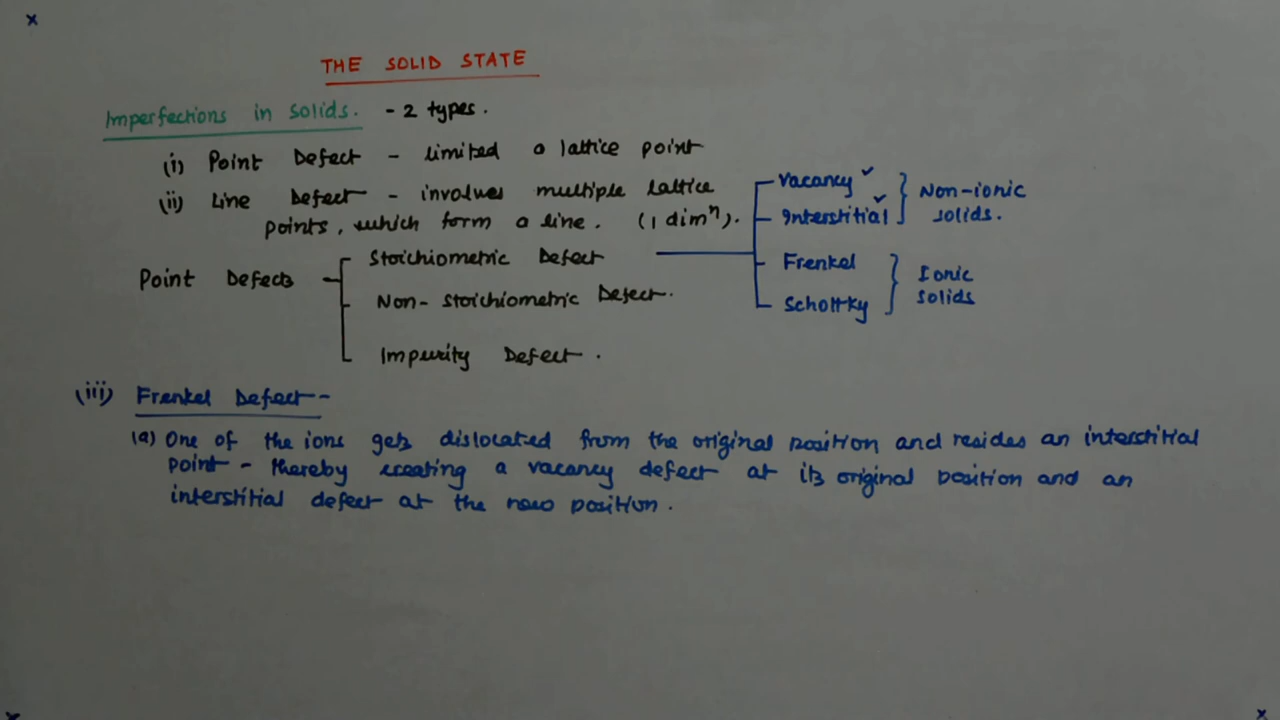 THE SOLID STATE
Imperfections in solids. - 2 types.
(i) Point Defect - limited a lattice point
(ii) Line Defect - involves multiple lattice
points, which form a line. (1 dimⁿ).
Vacancy ✓
Interstitial ✓
Non-ionic
solids.
Point Defects
Stoichiometric Defect
Non-Stoichiometric Defect.
Impurity Defect.
Frenkel
Schottky
Ionic
solids
(iii) Frenkel Defect -
(a) One of the ions gets dislocated from the original position and resides an interstitial
point - thereby creating a vacancy defect at its original position and an
interstitial defect at the new position.